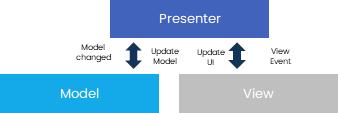 Presenter
Model
changed
Update
Model
Update
UI
View
Event
Model
View